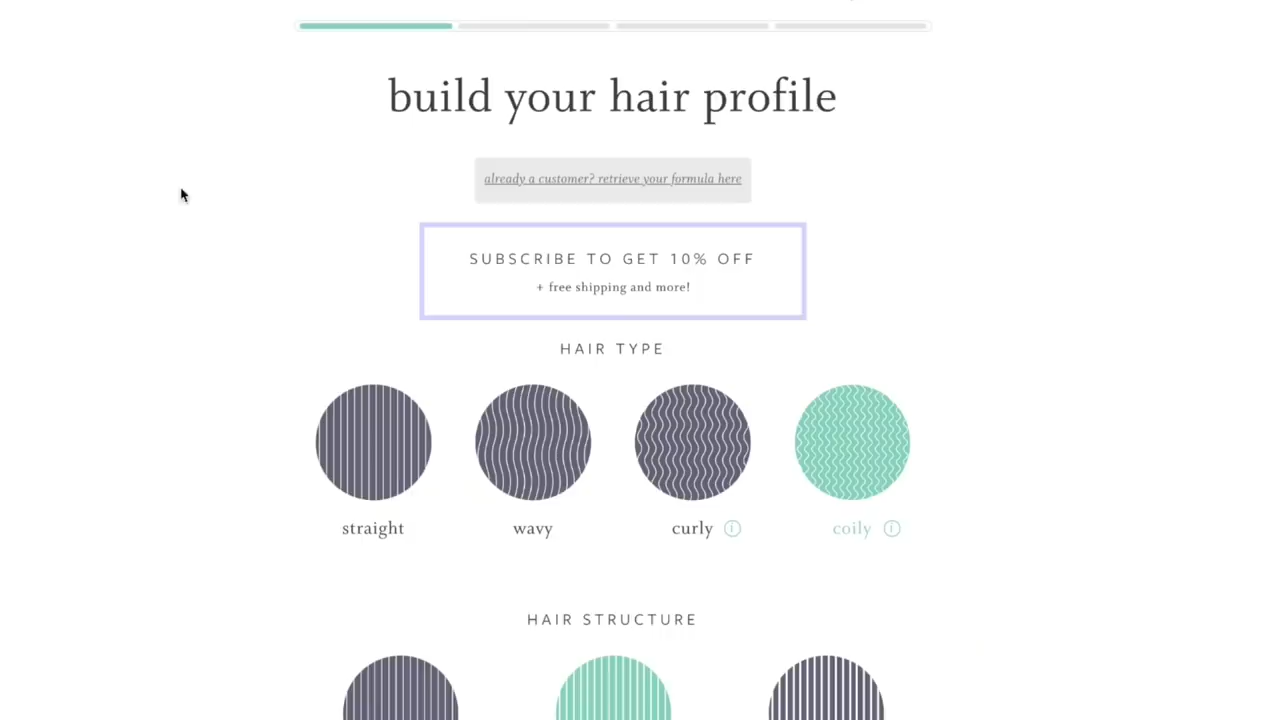 build your hair profile
already a customer? retrieve your formula here
SUBSCRIBE TO GET 10% OFF
+ free shipping and more!
HAIR TYPE
straight wavy curly coily
HAIR STRUCTURE